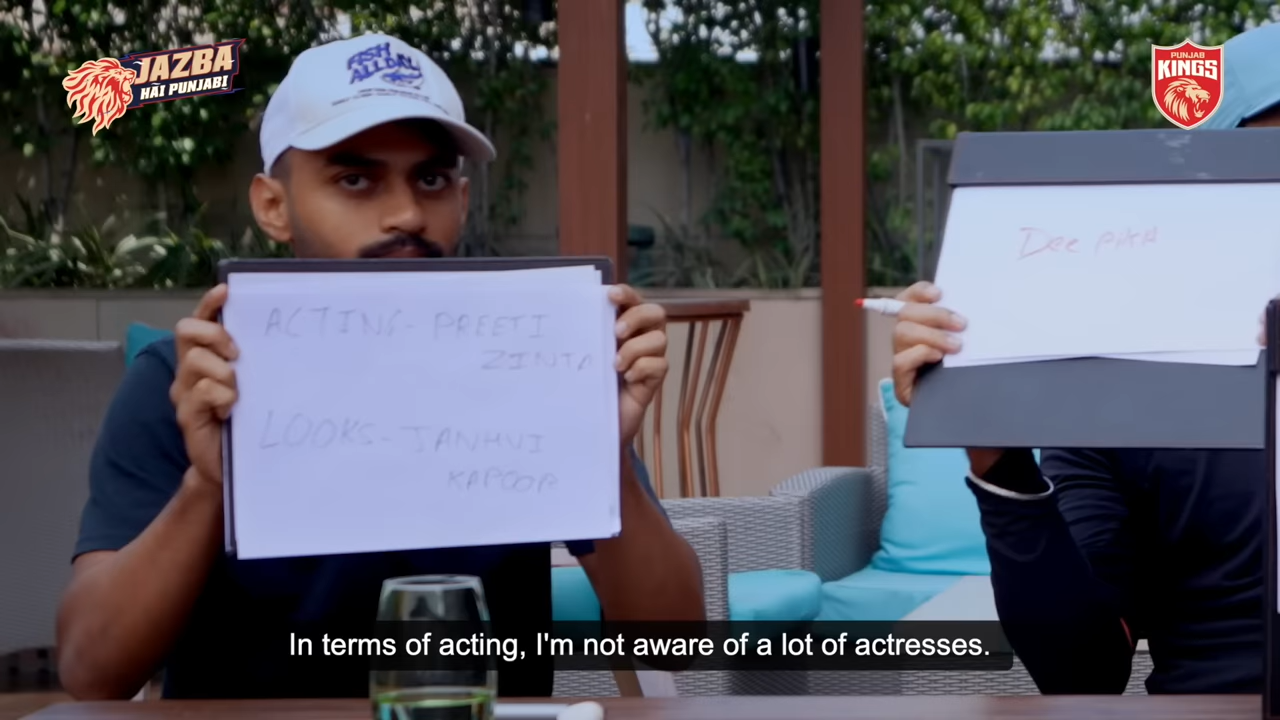 JAZBA
HÄI PUNJABI
PUNJAB
KINGS
FISH
ALL DAY
ACTING- PREETI
ZINTA
LOOKS- JANHVI
KAPOOR
Dee PiKA
In terms of acting, I'm not aware of a lot of actresses.